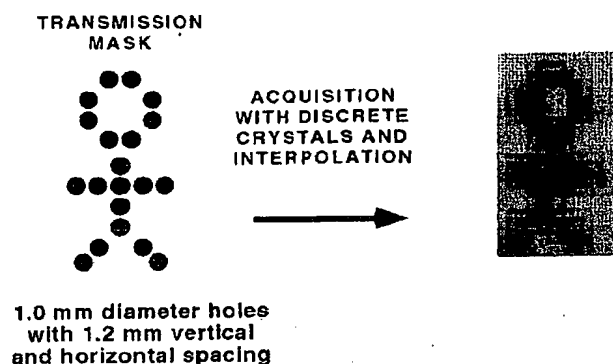 TRANSMISSION
MASK
ACQUISITION
WITH DISCRETE
CRYSTALS AND
INTERPOLATION
1.0 mm diameter holes
with 1.2 mm vertical
and horizontal spacing